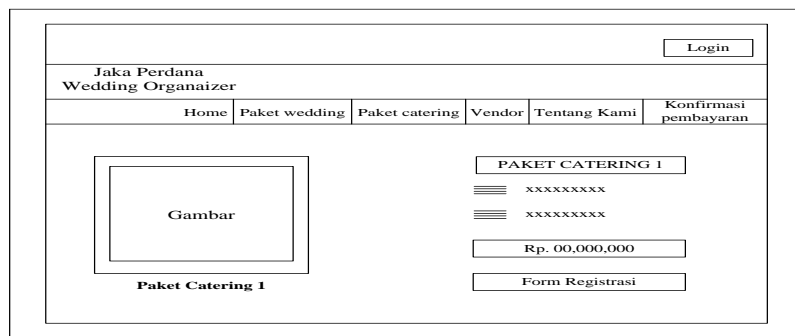 Login
Jaka Perdana
Wedding Organaizer
Home Paket wedding Paket catering Vendor Tentang Kami Konfirmasi pembayaran
Gambar
Paket Catering 1
PAKET CATERING 1
xxxxxxxxx
xxxxxxxxx
Rp. 00,000,000
Form Registrasi